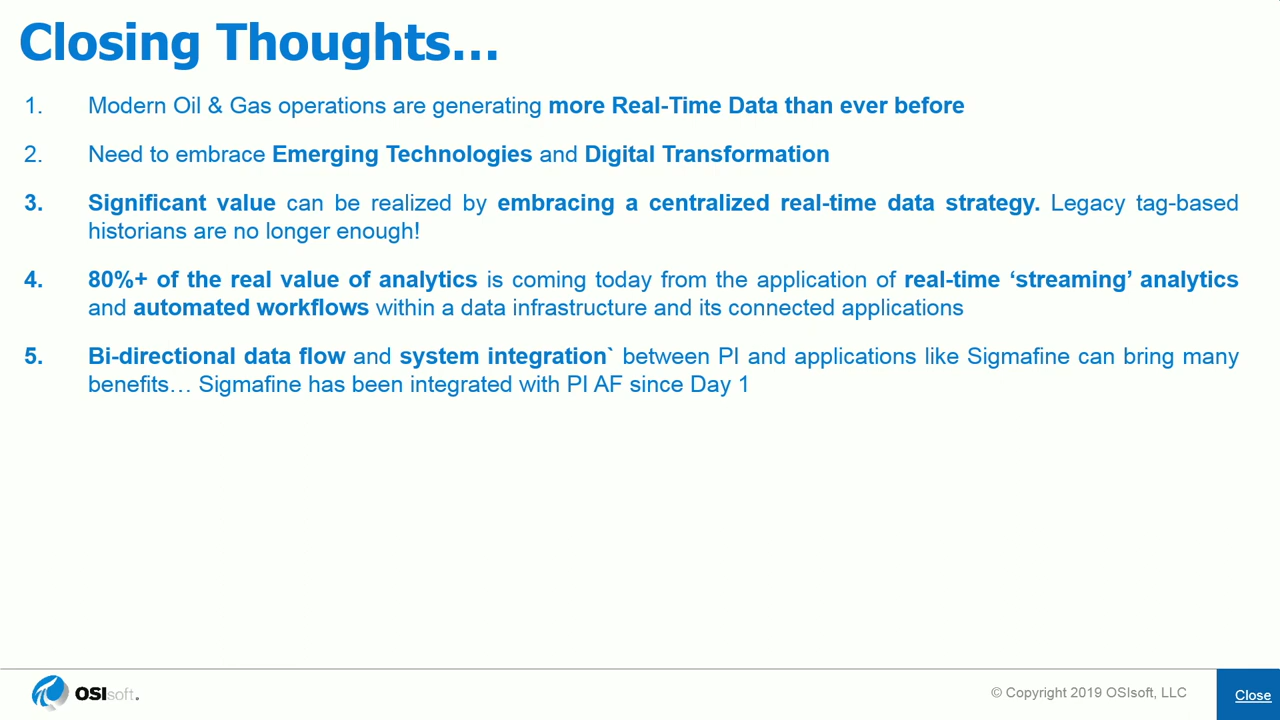 Closing Thoughts…
1. Modern Oil & Gas operations are generating more Real-Time Data than ever before
2. Need to embrace Emerging Technologies and Digital Transformation
3. Significant value can be realized by embracing a centralized real-time data strategy. Legacy tag-based
historians are no longer enough!
4. 80%+ of the real value of analytics is coming today from the application of real-time ‘streaming’ analytics
and automated workflows within a data infrastructure and its connected applications
5. Bi-directional data flow and system integration` between PI and applications like Sigmafine can bring many
benefits… Sigmafine has been integrated with PI AF since Day 1
OSIsoft.
© Copyright 2019 OSIsoft, LLC
Close